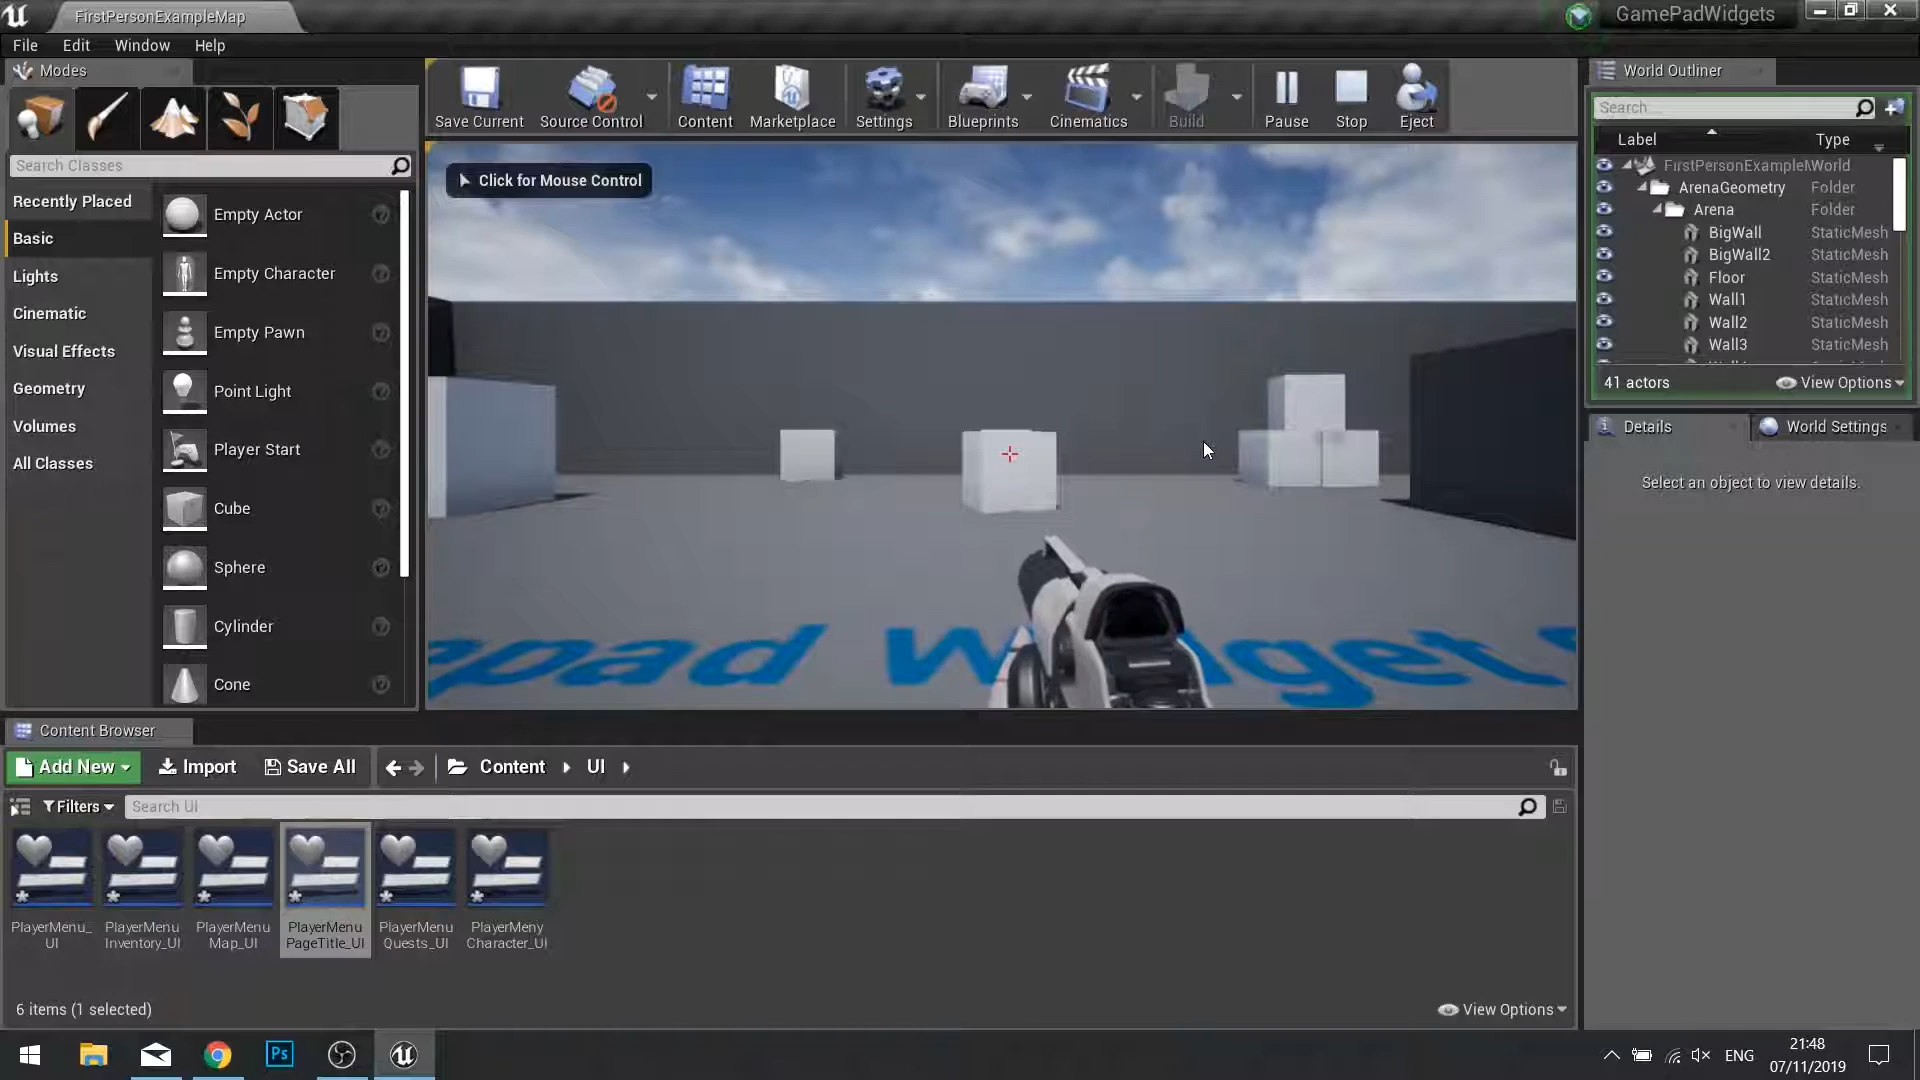 FirstPersonExampleMap
GamePadWidgets
File Edit Window Help
Modes
Save Current
Source Control
Content
Marketplace
Settings
Blueprints
Cinematics
Build
Pause
Stop
Eject
World Outliner
Search...
Label
Type
Search Classes
Click for Mouse Control
FirstPersonExampleM World
ArenaGeometry Folder
Arena Folder
BigWall StaticMesh
BigWall2 StaticMesh
Floor StaticMesh
Wall1 StaticMesh
Wall2 StaticMesh
Wall3 StaticMesh
41 actors
View Options
Details
World Settings
Select an object to view details.
Recently Placed
Basic
Lights
Cinematic
Visual Effects
Geometry
Volumes
All Classes
Empty Actor
Empty Character
Empty Pawn
Point Light
Player Start
Cube
Sphere
Cylinder
Cone
epad Widget S
Content Browser
Add New
Import
Save All
Content
UI
Filters
Search UI
PlayerMenu_
UI
PlayerMenu
Inventory_UI
PlayerMenu
Map_UI
PlayerMenu
PageTitle_UI
PlayerMenu
Quests_UI
PlayerMeny
Character_UI
6 items (1 selected)
View Options
Ps
ENG
21:48
07/11/2019